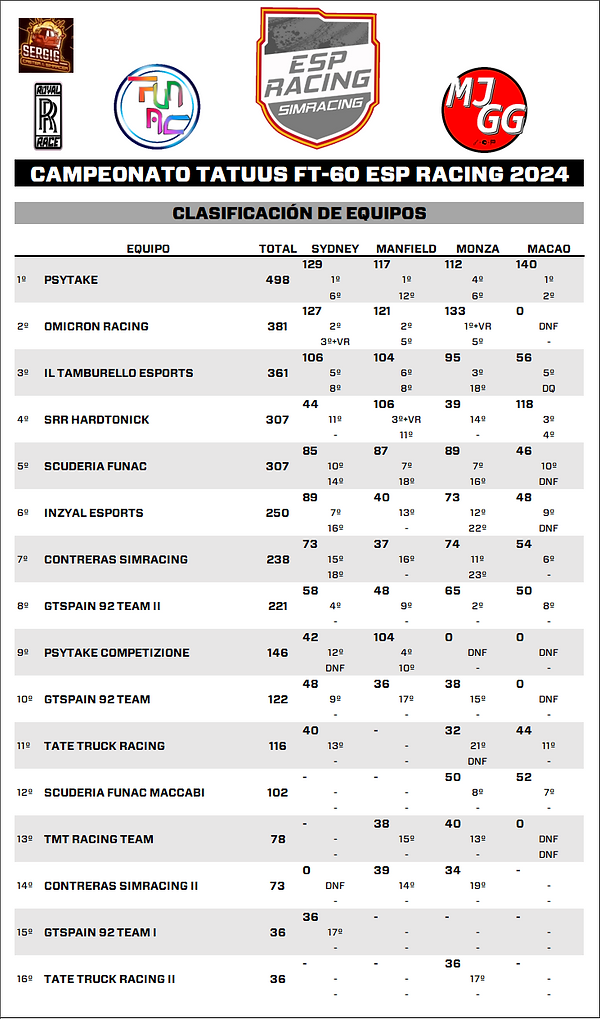 SERGIG
ROYAL
RR
RACE
FUN
AC
ESP
RACING
SIMRACING
MJ
GG
CAMPEONATO TATUUS FT-60 ESP RACING 2024
CLASIFICACIÓN DE EQUIPOS
EQUIPO TOTAL SYDNEY MANFIELD MONZA MACAO
129 117 112 140
1º PSYTAKE 498 1º 1º 4º 1º
6º 12º 6º 2º
127 121 133 0
2º OMICRON RACING 381 2º 2º 1º+VR DNF
3º+VR 5º 5º -
106 104 95 56
3º IL TAMBURELLO ESPORTS 361 5º 6º 3º 5º
8º 8º 18º DQ
44 106 39 118
4º SRR HARDTONICK 307 11º 3º+VR 14º 3º
- 11º - 4º
85 87 89 46
5º SCUDERIA FUNAC 307 10º 7º 7º 10º
14º 18º 16º DNF
89 40 73 48
6º INZYAL ESPORTS 250 7º 13º 12º 9º
16º - 22º DNF
73 37 74 54
7º CONTRERAS SIMRACING 238 15º 16º 11º 6º
18º - 23º -
58 48 65 50
8º GTSPAIN 92 TEAM II 221 4º 9º 2º 8º
- - - -
42 104 0 0
9º PSYTAKE COMPETIZIONE 146 12º 4º DNF DNF
DNF 10º - -
48 36 38 0
10º GTSPAIN 92 TEAM 122 9º 17º 15º DNF
- - - -
40 - 32 44
11º TATE TRUCK RACING 116 13º - 21º 11º
- - DNF -
- - 50 52
12º SCUDERIA FUNAC MACCABI 102 - - 8º 7º
- - - -
- 38 40 0
13º TMT RACING TEAM 78 - 15º 13º DNF
- - - DNF
0 39 34 -
14º CONTRERAS SIMRACING II 73 DNF 14º 19º -
- - - -
36 - - -
15º GTSPAIN 92 TEAM I 36 17º - - -
- - - -
- - 36 -
16º TATE TRUCK RACING II 36 - - 17º -
- - - -